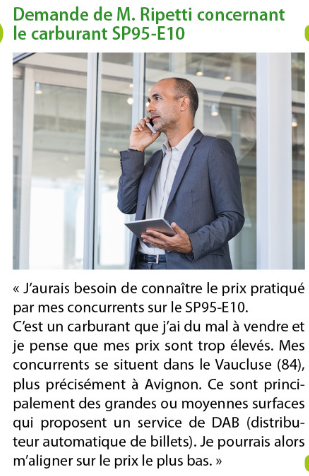 Demande de M. Ripetti concernant
le carburant SP95-E10
« J'aurais besoin de connaître le prix pratiqué
par mes concurrents sur le SP95-E10.
C'est un carburant que j'ai du mal à vendre et
je pense que mes prix sont trop élevés. Mes
concurrents se situent dans le Vaucluse (84),
plus précisément à Avignon. Ce sont princi-
palement des grandes ou moyennes surfaces
qui proposent un service de DAB (distribu-
teur automatique de billets). Je pourrais alors
m'aligner sur le prix le plus bas. »